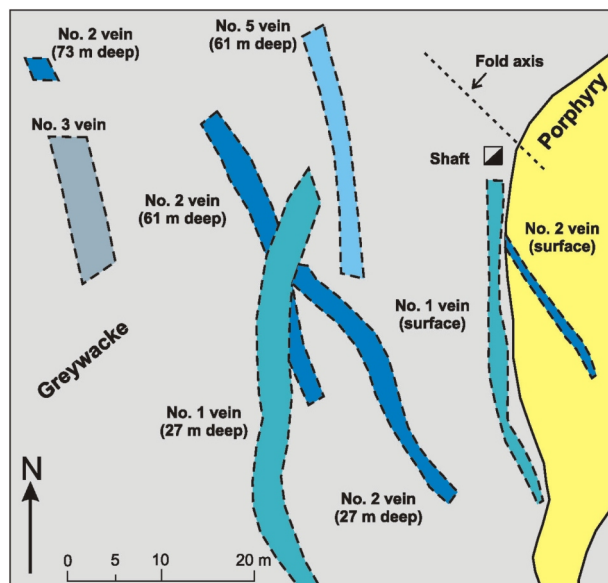 No. 2 vein
(73 m deep)
No. 5 vein
(61 m deep)
Fold axis
Porphyry
No. 3 vein
Shaft
No. 2 vein
(61 m deep)
No. 2 vein
(surface)
No. 1 vein
(surface)
Greywacke
No. 1 vein
(27 m deep)
No. 2 vein
(27 m deep)
N
0 5 10 20 m